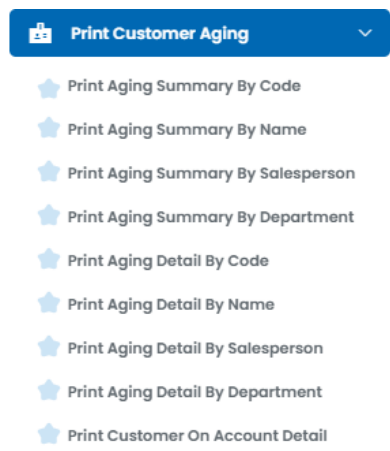 Print Customer Aging
Print Aging Summary By Code
Print Aging Summary By Name
Print Aging Summary By Salesperson
Print Aging Summary By Department
Print Aging Detail By Code
Print Aging Detail By Name
Print Aging Detail By Salesperson
Print Aging Detail By Department
Print Customer On Account Detail